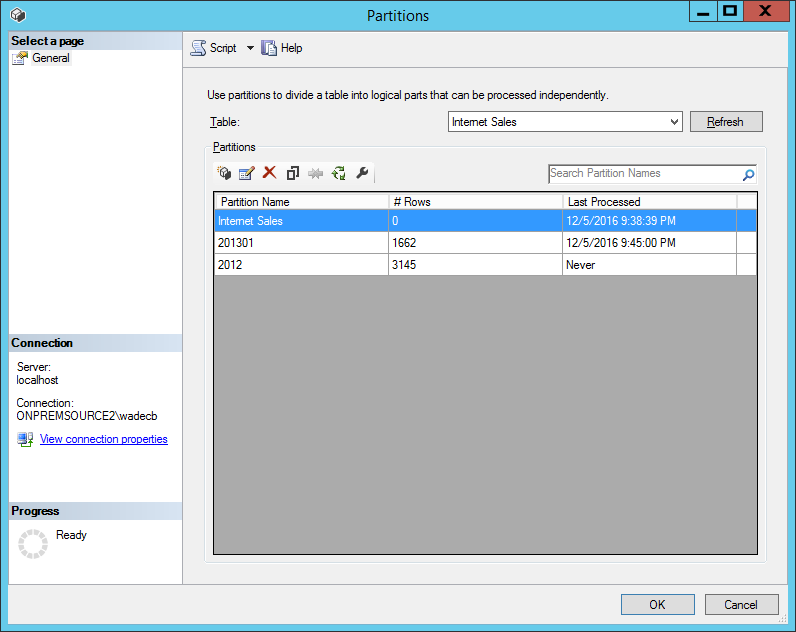 Partitions
Select a page
General
Script
Help
Use partitions to divide a table into logical parts that can be processed independently.
Table:
Internet Sales
Refresh
Partitions
Search Partition Names
Partition Name # Rows Last Processed
Internet Sales 0 12/5/2016 9:38:39 PM
201301 1662 12/5/2016 9:45:00 PM
2012 3145 Never
Connection
Server:
localhost
Connection:
ONPREMSOURCE2\wadecb
View connection properties
Progress
Ready
OK
Cancel